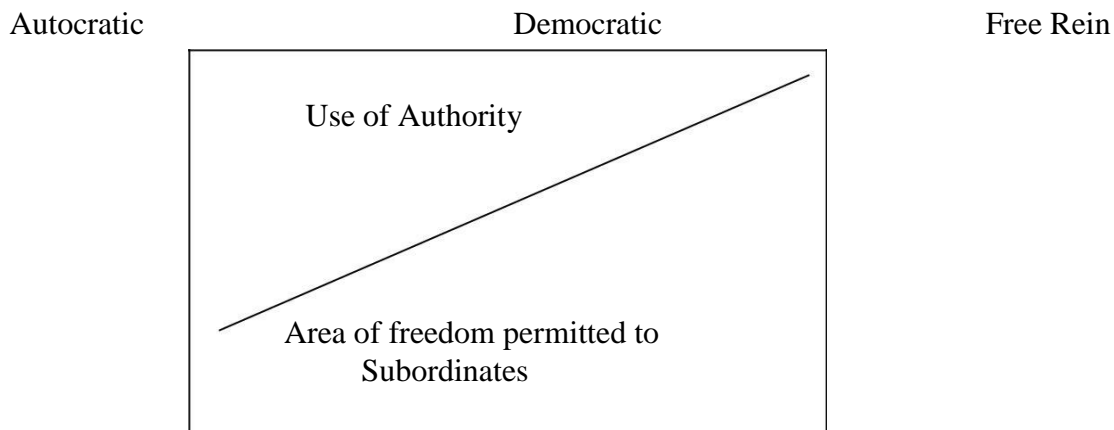 Autocratic Democratic Free Rein
Use of Authority
Area of freedom permitted to
Subordinates